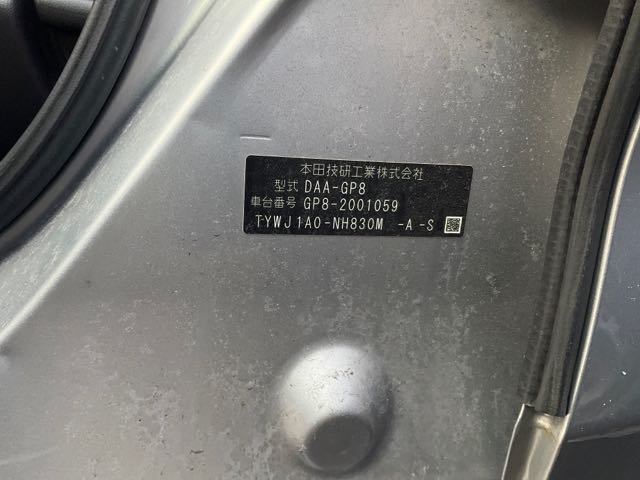 本田技研工業株式会社
型式 DAA-GP8
車台番号 GP8-2001059
TYWJ1A0-NH830M -A -S